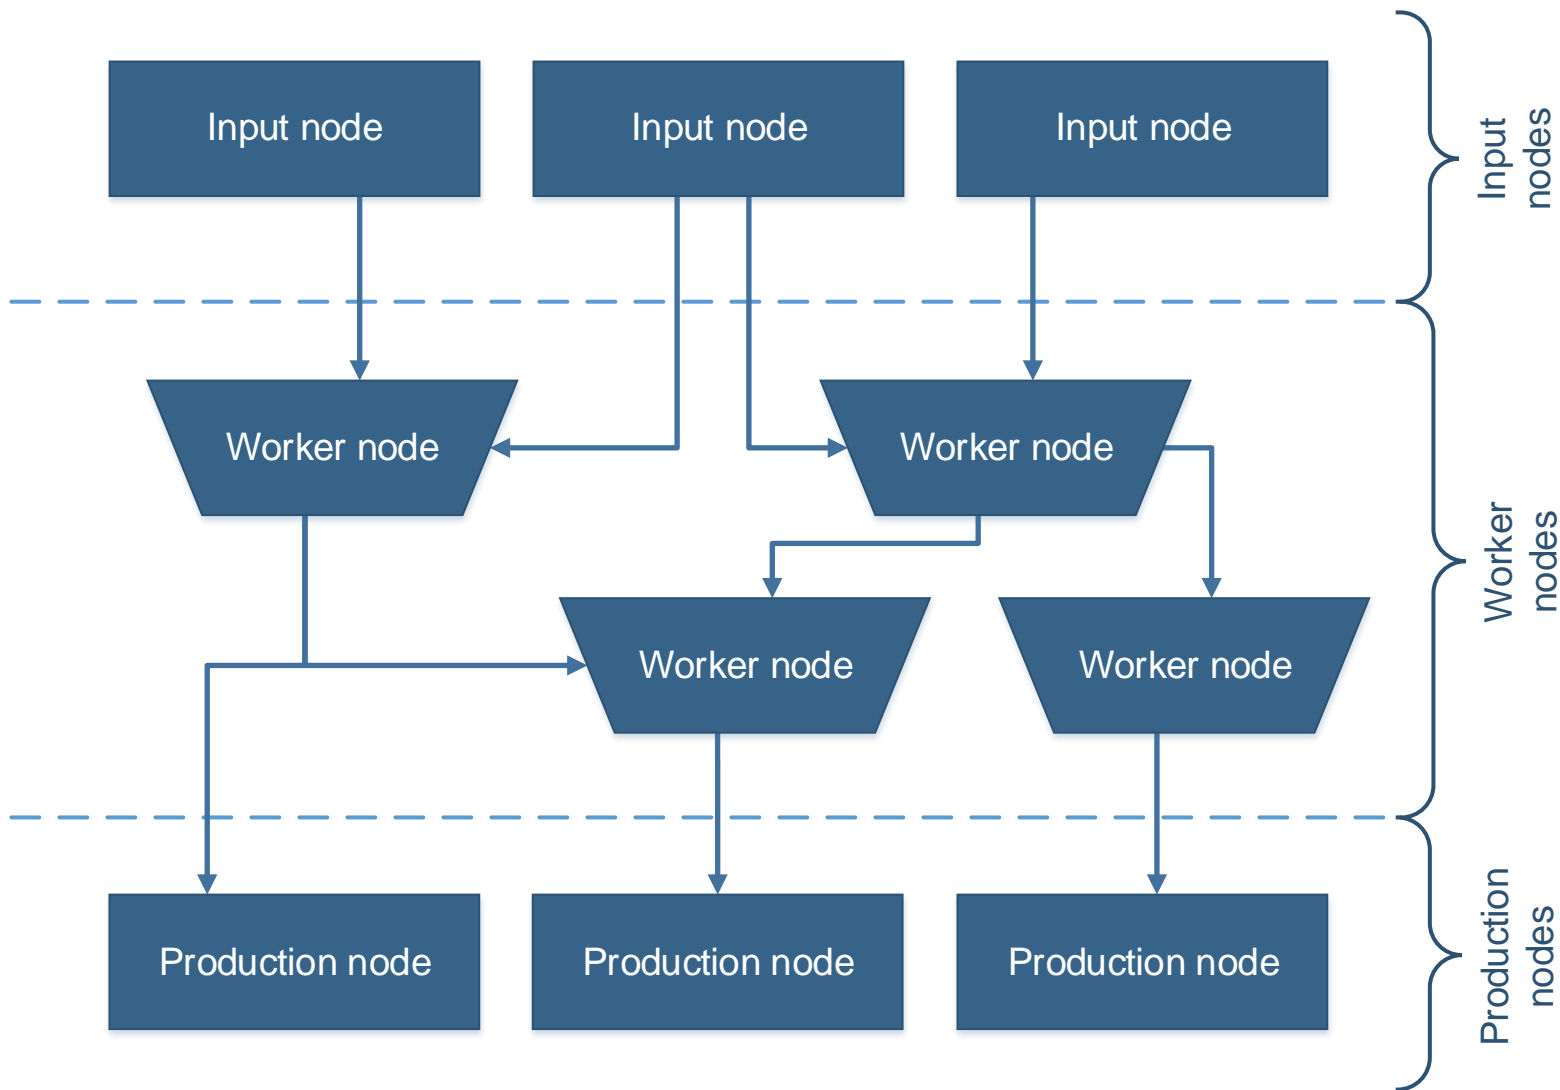 Input node
Input node
Input node
Input
nodes
Worker node
Worker node
Worker node
Worker node
Worker
nodes
Production node
Production node
Production node
Production
nodes